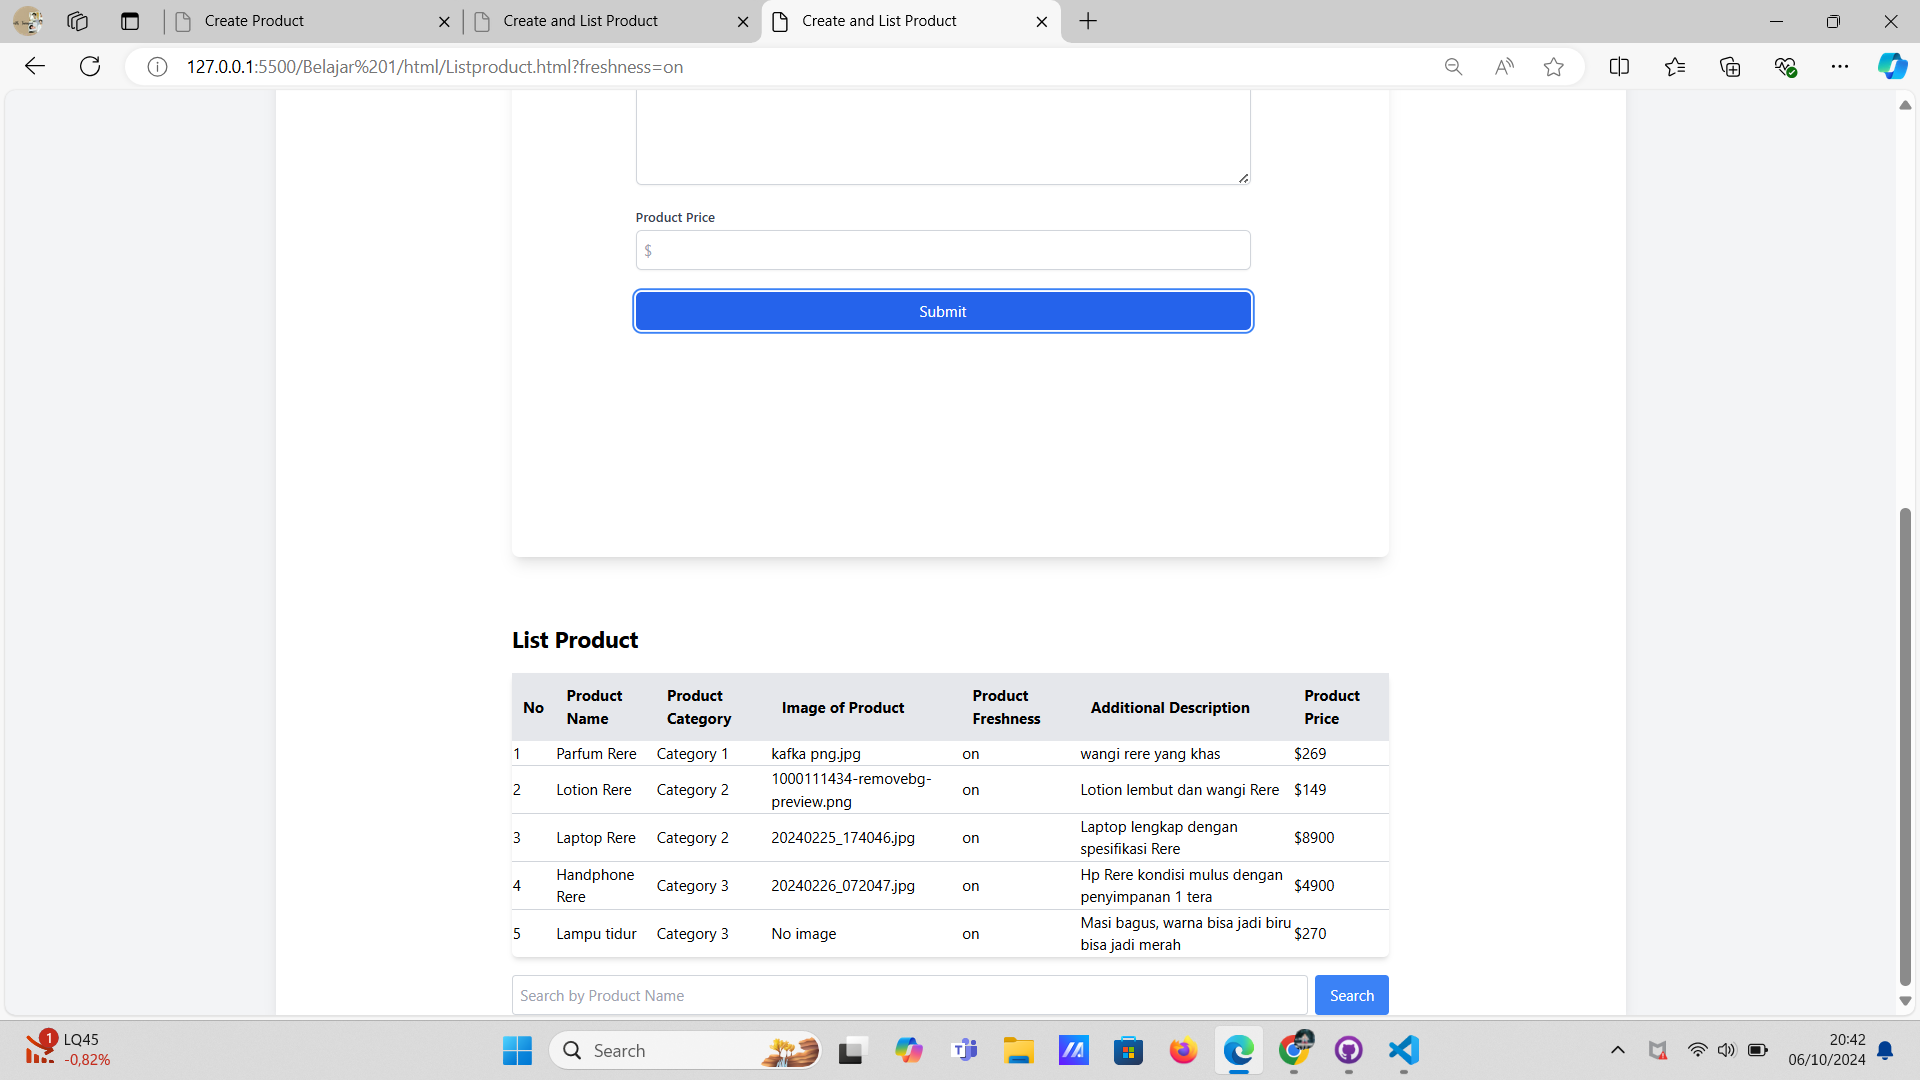 Create Product
Create and List Product
Create and List Product
127.0.0.1:5500/Belajar%201/html/Listproduct.html?freshness=on
Product Price
$
Submit
List Product
No Product Name Product Category Image of Product Product Freshness Additional Description Product Price
1 Parfum Rere Category 1 kafka png.jpg on wangi rere yang khas $269
2 Lotion Rere Category 2 1000111434-removebg-preview.png on Lotion lembut dan wangi Rere $149
3 Laptop Rere Category 2 20240225_174046.jpg on Laptop lengkap dengan spesifikasi Rere $8900
4 Handphone Rere Category 3 20240226_072047.jpg on Hp Rere kondisi mulus dengan penyimpanan 1 tera $4900
5 Lampu tidur Category 3 No image on Masi bagus, warna bisa jadi biru bisa jadi merah $270
Search by Product Name
Search
1
LQ45
-0,82%
Search
20:42
06/10/2024